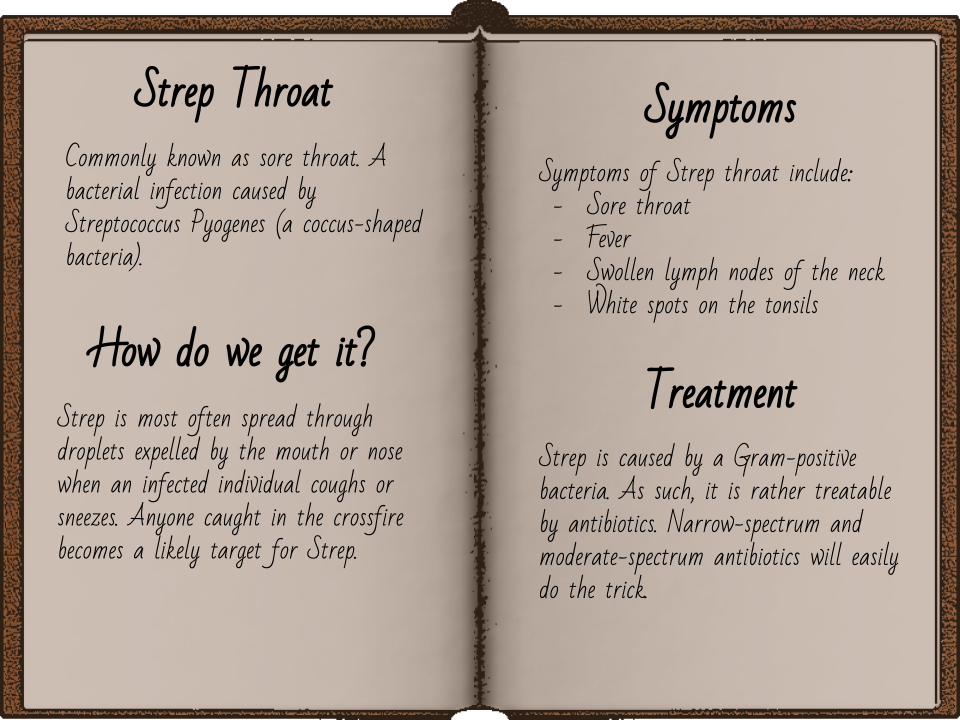 Strep Throat
Commonly known as sore throat. A
bacterial infection caused by
Streptococcus Pyogenes (a coccus-shaped
bacteria).
How do we get it?
Strep is most often spread through
droplets expelled by the mouth or nose
when an infected individual coughs or
sneezes. Anyone caught in the crossfire
becomes a likely target for Strep.
Symptoms
Symptoms of Strep throat include:
- Sore throat
- Fever
- Swollen lymph nodes of the neck
- White spots on the tonsils
Treatment
Strep is caused by a Gram-positive
bacteria. As such, it is rather treatable
by antibiotics. Narrow-spectrum and
moderate-spectrum antibiotics will easily
do the trick.